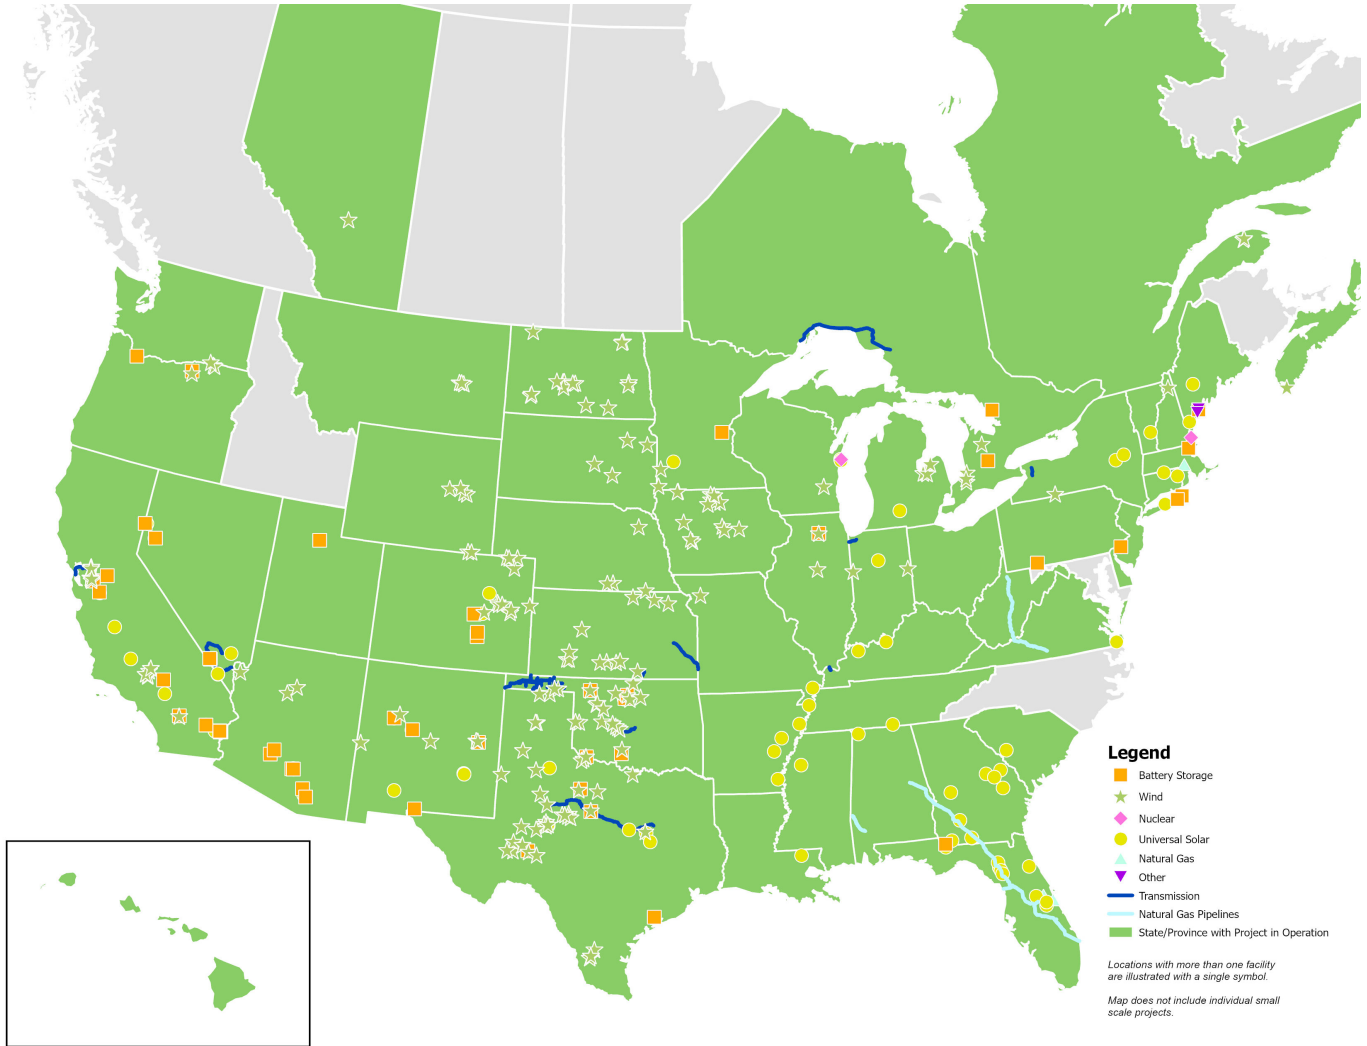 Legend
Battery Storage
Wind
Nuclear
Universal Solar
Natural Gas
Other
Transmission
Natural Gas Pipelines
State/Province with Project in Operation
Locations with more than one facility
are illustrated with a single symbol.
Map does not include individual small
scale projects.